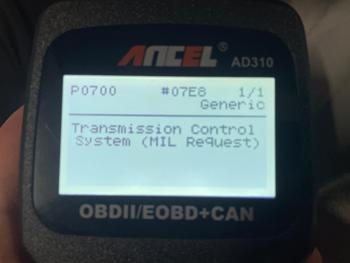 ANCEL® AD310
P0700 #07E8 1/1
Generic
Transmission Control
System (MIL Request)
OBDII/EOBD+CAN